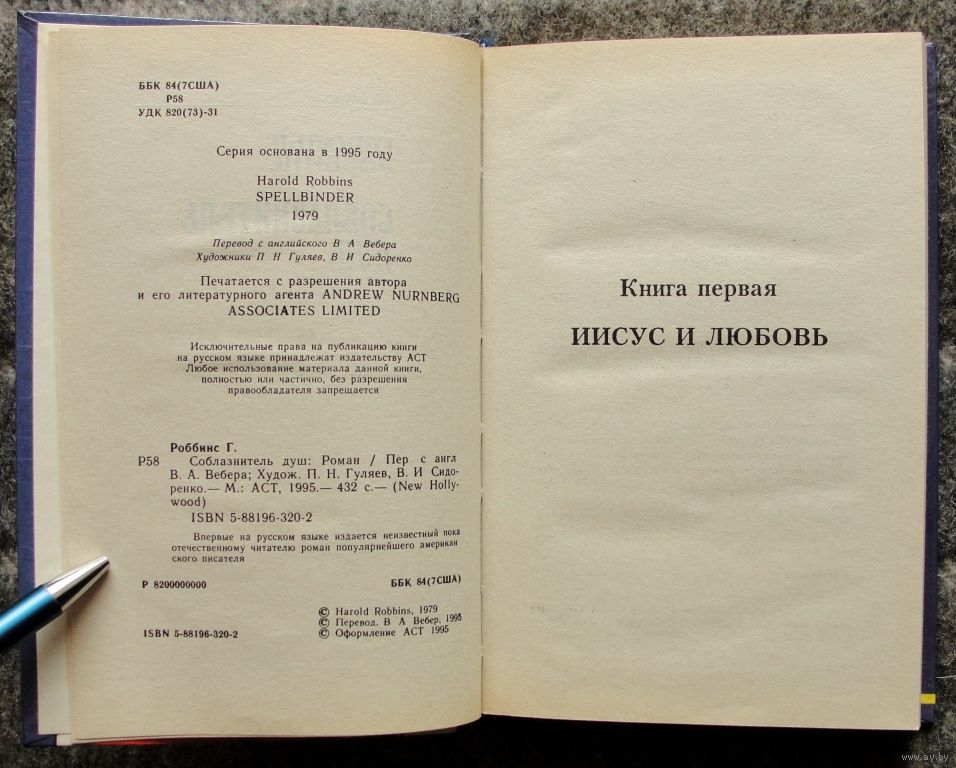 ББК 84(7США)
Р58
УДК 820(73)-31
Серия основана в 1995 году
Harold Robbins
SPELLBINDER
1979
Перевод с английского В А Вебера
Художники П Н Гуляев, В И Сидоренко
Печатается с разрешения автора
и его литературного агента ANDREW NURNBERG
ASSOCIATES LIMITED
Исключительные права на публикацию книги
на русском языке принадлежат издательству АСТ
Любое использование материала данной книги,
полностью или частично, без разрешения
правообладателя запрещается
Роббинс Г.
Р58 Соблазнитель душ: Роман / Пер с англ
В. А. Вебера; Худож. П. Н. Гуляев, В. И Сидо-
ренко.— М.: АСТ, 1995.— 432 с.— (New Holly-
wood)
ISBN 5-88196-320-2
Впервые на русском языке издается неизвестный пока
отечественному читателю роман популярнейшего американ
ского писателя
Р 8200000000 ББК 84(7США)
© Harold Robbins, 1979
© Перевод. В А Вебер, 1995
© Оформление АСТ 1995
ISBN 5-88196-320-2
Книга первая
ИИСУС И ЛЮБОВЬ
www.ay.by